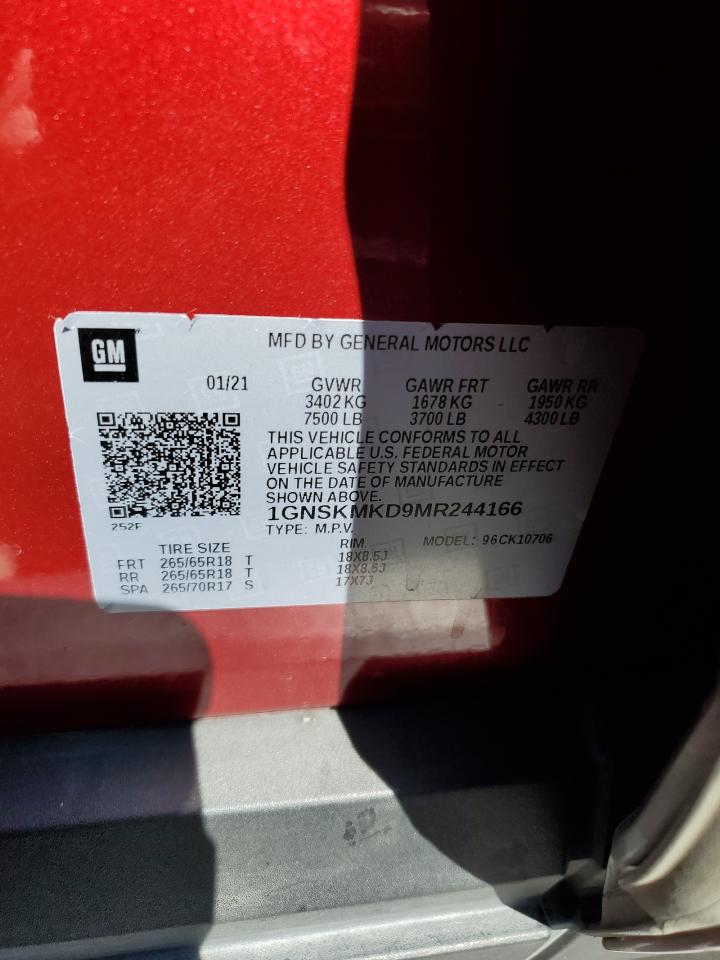 GM
MFD BY GENERAL MOTORS LLC
01/21 GVWR GAWR FRT GAWR RR
3402 KG 1678 KG 1950 KG
7500 LB 3700 LB 4300 LB
THIS VEHICLE CONFORMS TO ALL
APPLICABLE U.S. FEDERAL MOTOR
VEHICLE SAFETY STANDARDS IN EFFECT
ON THE DATE OF MANUFACTURE
SHOWN ABOVE.
1GNSKMKD9MR244166
252F
TYPE: M.P.V. MODEL: 96CK10706
TIRE SIZE RIM
FRT 265/65R18 T 18X8.5J
RR 265/65R18 T 18X8.5J
SPA 265/70R17 S 17X7J